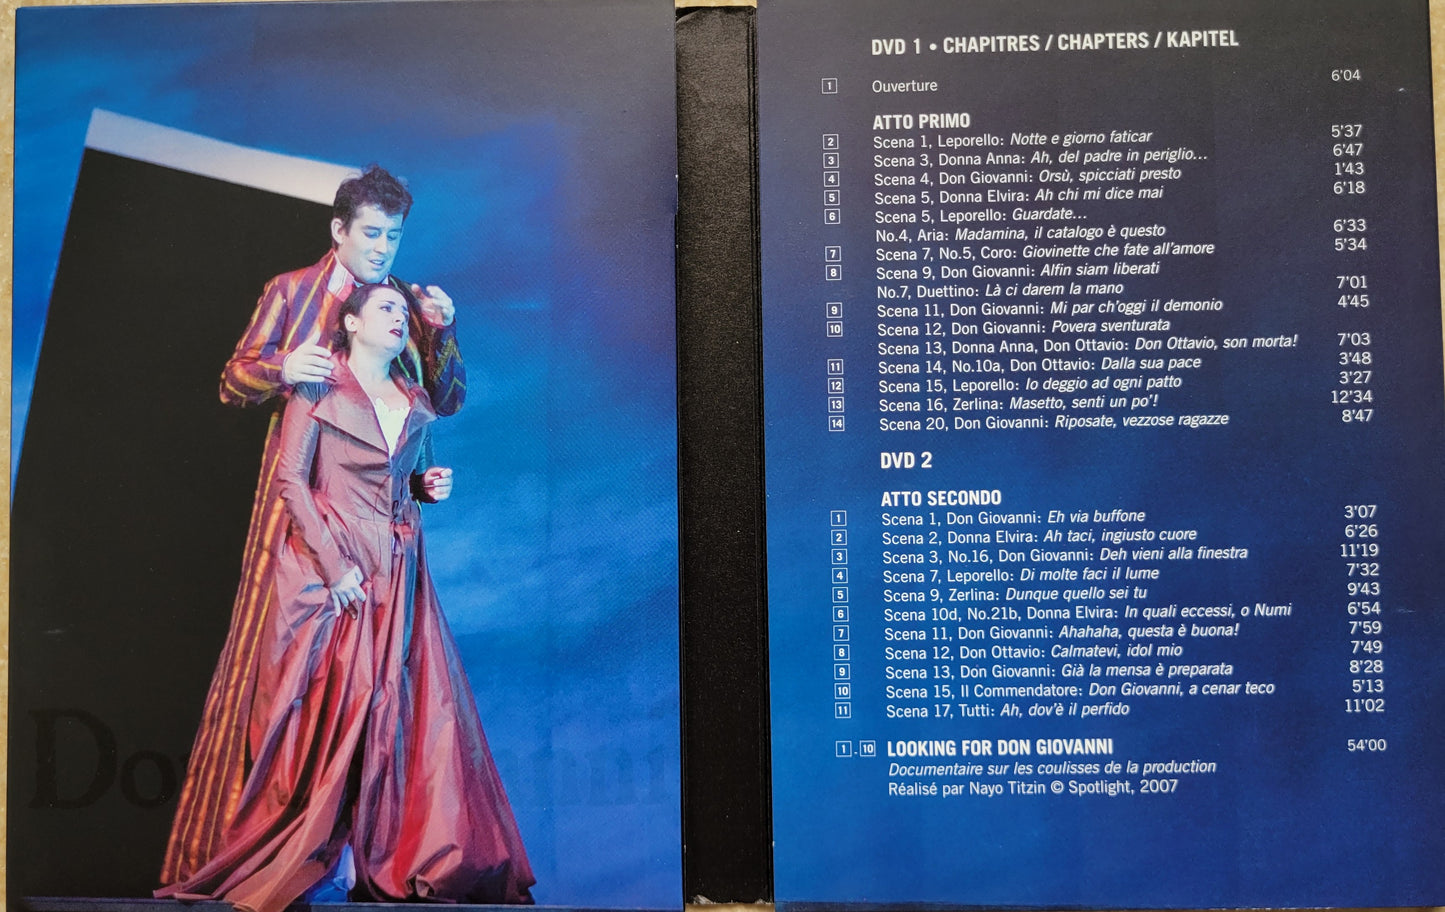 Don Giovanni
DVD 1 • CHAPITRES / CHAPTERS / KAPITEL
1 Ouverture 6'04
ATTO PRIMO
2 Scena 1, Leporello: Notte e giorno faticar 5'37
3 Scena 3, Donna Anna: Ah, del padre in periglio... 6'47
4 Scena 4, Don Giovanni: Orsù, spicciati presto 1'43
5 Scena 5, Donna Elvira: Ah chi mi dice mai 6'18
6 Scena 5, Leporello: Guardate...
No.4, Aria: Madamina, il catalogo è questo 6'33
7 Scena 7, No.5, Coro: Giovinette che fate all'amore 5'34
8 Scena 9, Don Giovanni: Alfin siam liberati
No.7, Duettino: Là ci darem la mano 7'01
9 Scena 11, Don Giovanni: Mi par ch'oggi il demonio 4'45
10 Scena 12, Don Giovanni: Povera sventurata
Scena 13, Donna Anna, Don Ottavio: Don Ottavio, son morta! 7'03
11 Scena 14, No.10a, Don Ottavio: Dalla sua pace 3'48
12 Scena 15, Leporello: Io deggio ad ogni patto 3'27
13 Scena 16, Zerlina: Masetto, senti un po'! 12'34
14 Scena 20, Don Giovanni: Riposate, vezzose ragazze 8'47
DVD 2
ATTO SECONDO
1 Scena 1, Don Giovanni: Eh via buffone 3'07
2 Scena 2, Donna Elvira: Ah taci, ingiusto cuore 6'26
3 Scena 3, No.16, Don Giovanni: Deh vieni alla finestra 11'19
4 Scena 7, Leporello: Di molte faci il lume 7'32
5 Scena 9, Zerlina: Dunque quello sei tu 9'43
6 Scena 10d, No.21b, Donna Elvira: In quali eccessi, o Numi 6'54
7 Scena 11, Don Giovanni: Ahahaha, questa è buona! 7'59
8 Scena 12, Don Ottavio: Calmatevi, idol mio 7'49
9 Scena 13, Don Giovanni: Già la mensa è preparata 8'28
10 Scena 15, Il Commendatore: Don Giovanni, a cenar teco 5'13
11 Scena 17, Tutti: Ah, dov'è il perfido 11'02
1 - 10 LOOKING FOR DON GIOVANNI 54'00
Documentaire sur les coulisses de la production
Réalisé par Nayo Titzin © Spotlight, 2007